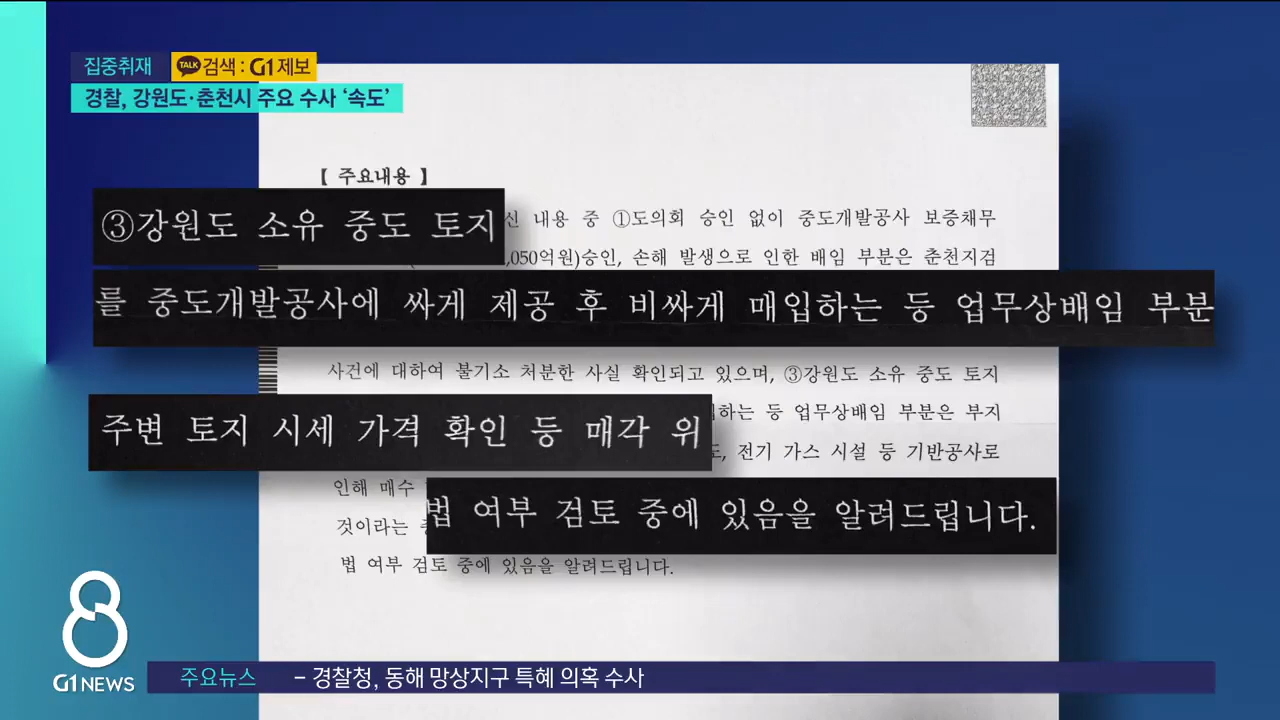 집중취재 TALK 검색 : G1제보
경찰, 강원도·춘천시 주요 수사 '속도'
【 주요내용 】
③강원도 소유 중도 토지
신 내용 중 ①도의회 승인 없이 중도개발공사 보증채무
,050억원)승인, 손해 발생으로 인한 배임 부분은 춘천지검
를 중도개발공사에 싸게 제공 후 비싸게 매입하는 등 업무상배임 부분
사건에 대하여 불기소 처분한 사실 확인되고 있으며, ③강원도 소유 중도 토지
하는 등 업무상배임 부분은 부지
주변 토지 시세 가격 확인 등 매각 위
, 전기 가스 시설 등 기반공사로
인해 매수
법 여부 검토 중에 있음을 알려드립니다.
것이라는
법 여부 검토 중에 있음을 알려드립니다.
8
G1 NEWS
주요뉴스 - 경찰청, 동해 망상지구 특혜 의혹 수사